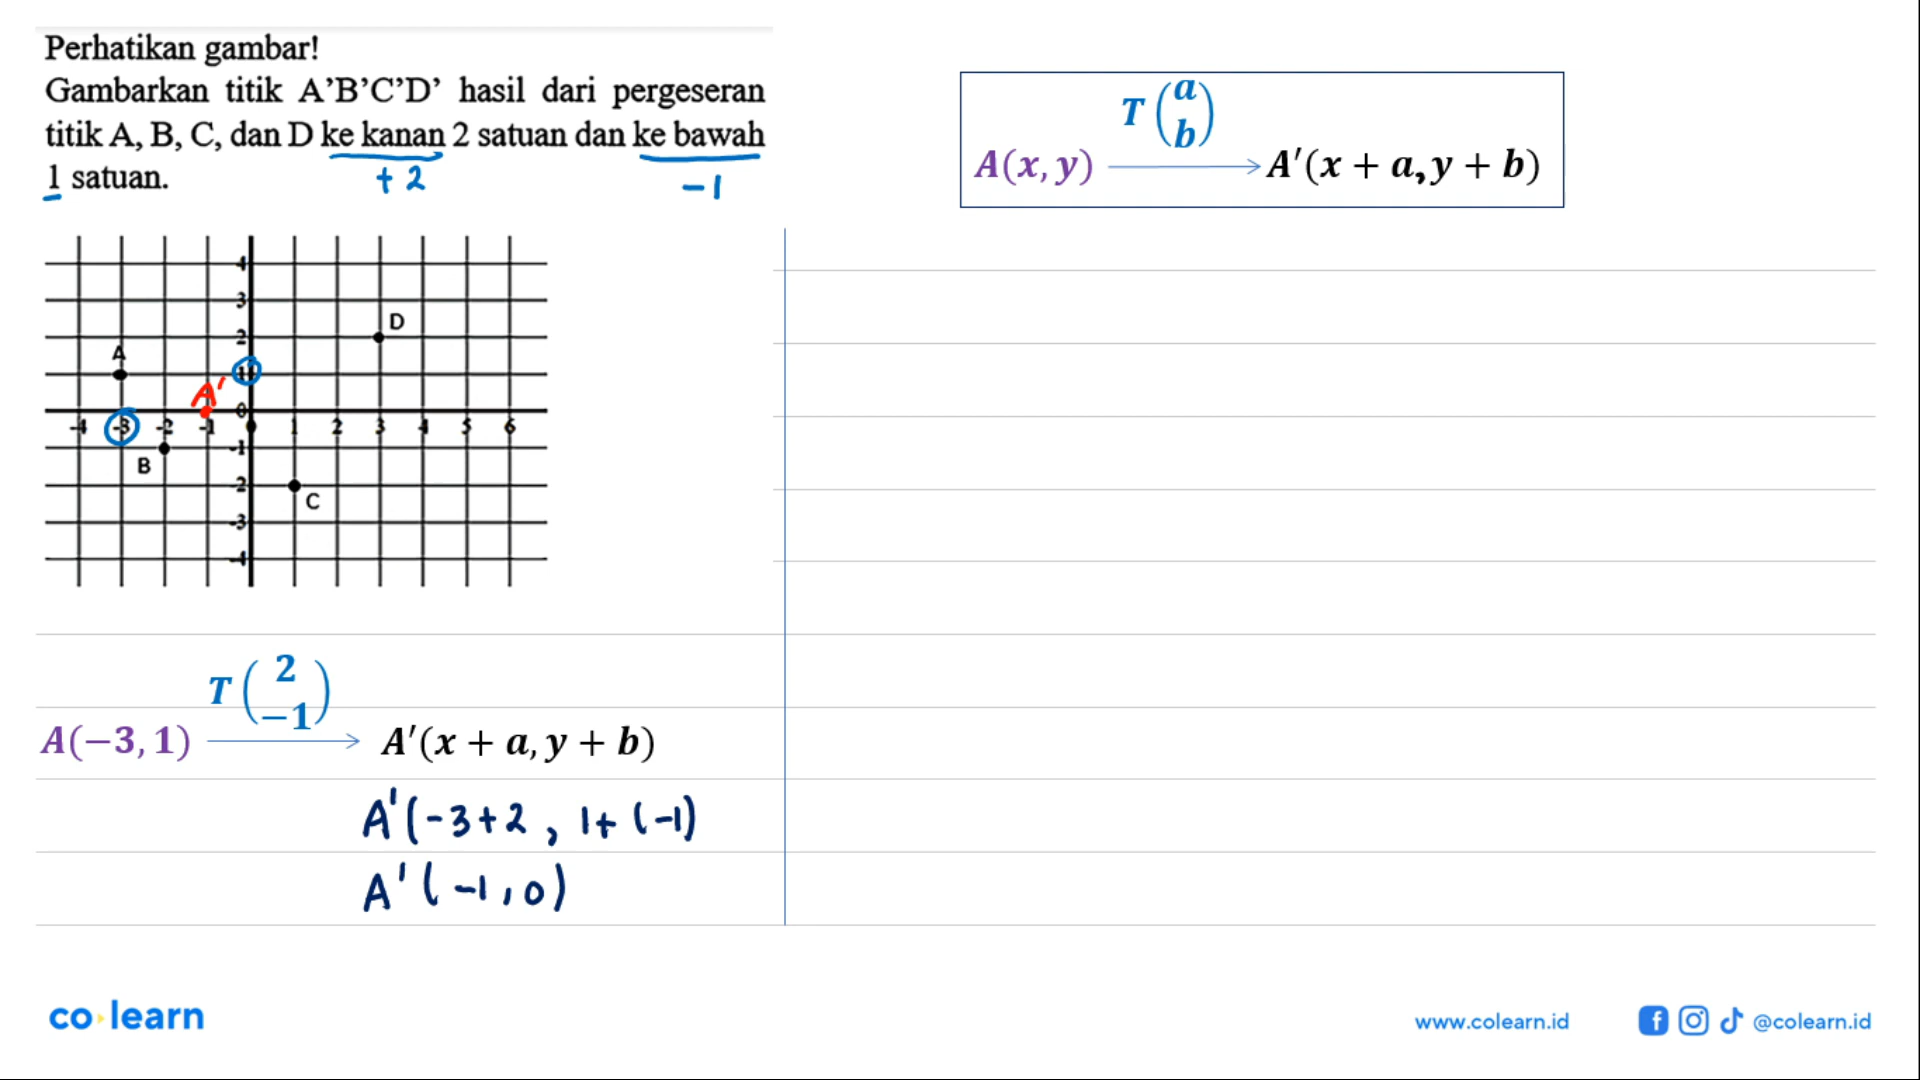 Perhatikan gambar!
Gambarkan titik A’B’C’D’ hasil dari pergeseran
titik A, B, C, dan D ke kanan 2 satuan dan ke bawah
1 satuan.
+2
-1
T(a b)
A(x, y) → A'(x + a, y + b)
4
3
D
2
A
1
A'
0
-4 -3 -2 -1 0 1 2 3 4 5 6
-1
B
-2
C
-3
-4
T(2 −1)
A(−3, 1) → A'(x + a, y + b)
A'(-3+2, 1+(-1)
A'(-1, 0)
co learn
www.colearn.id
@colearn.id